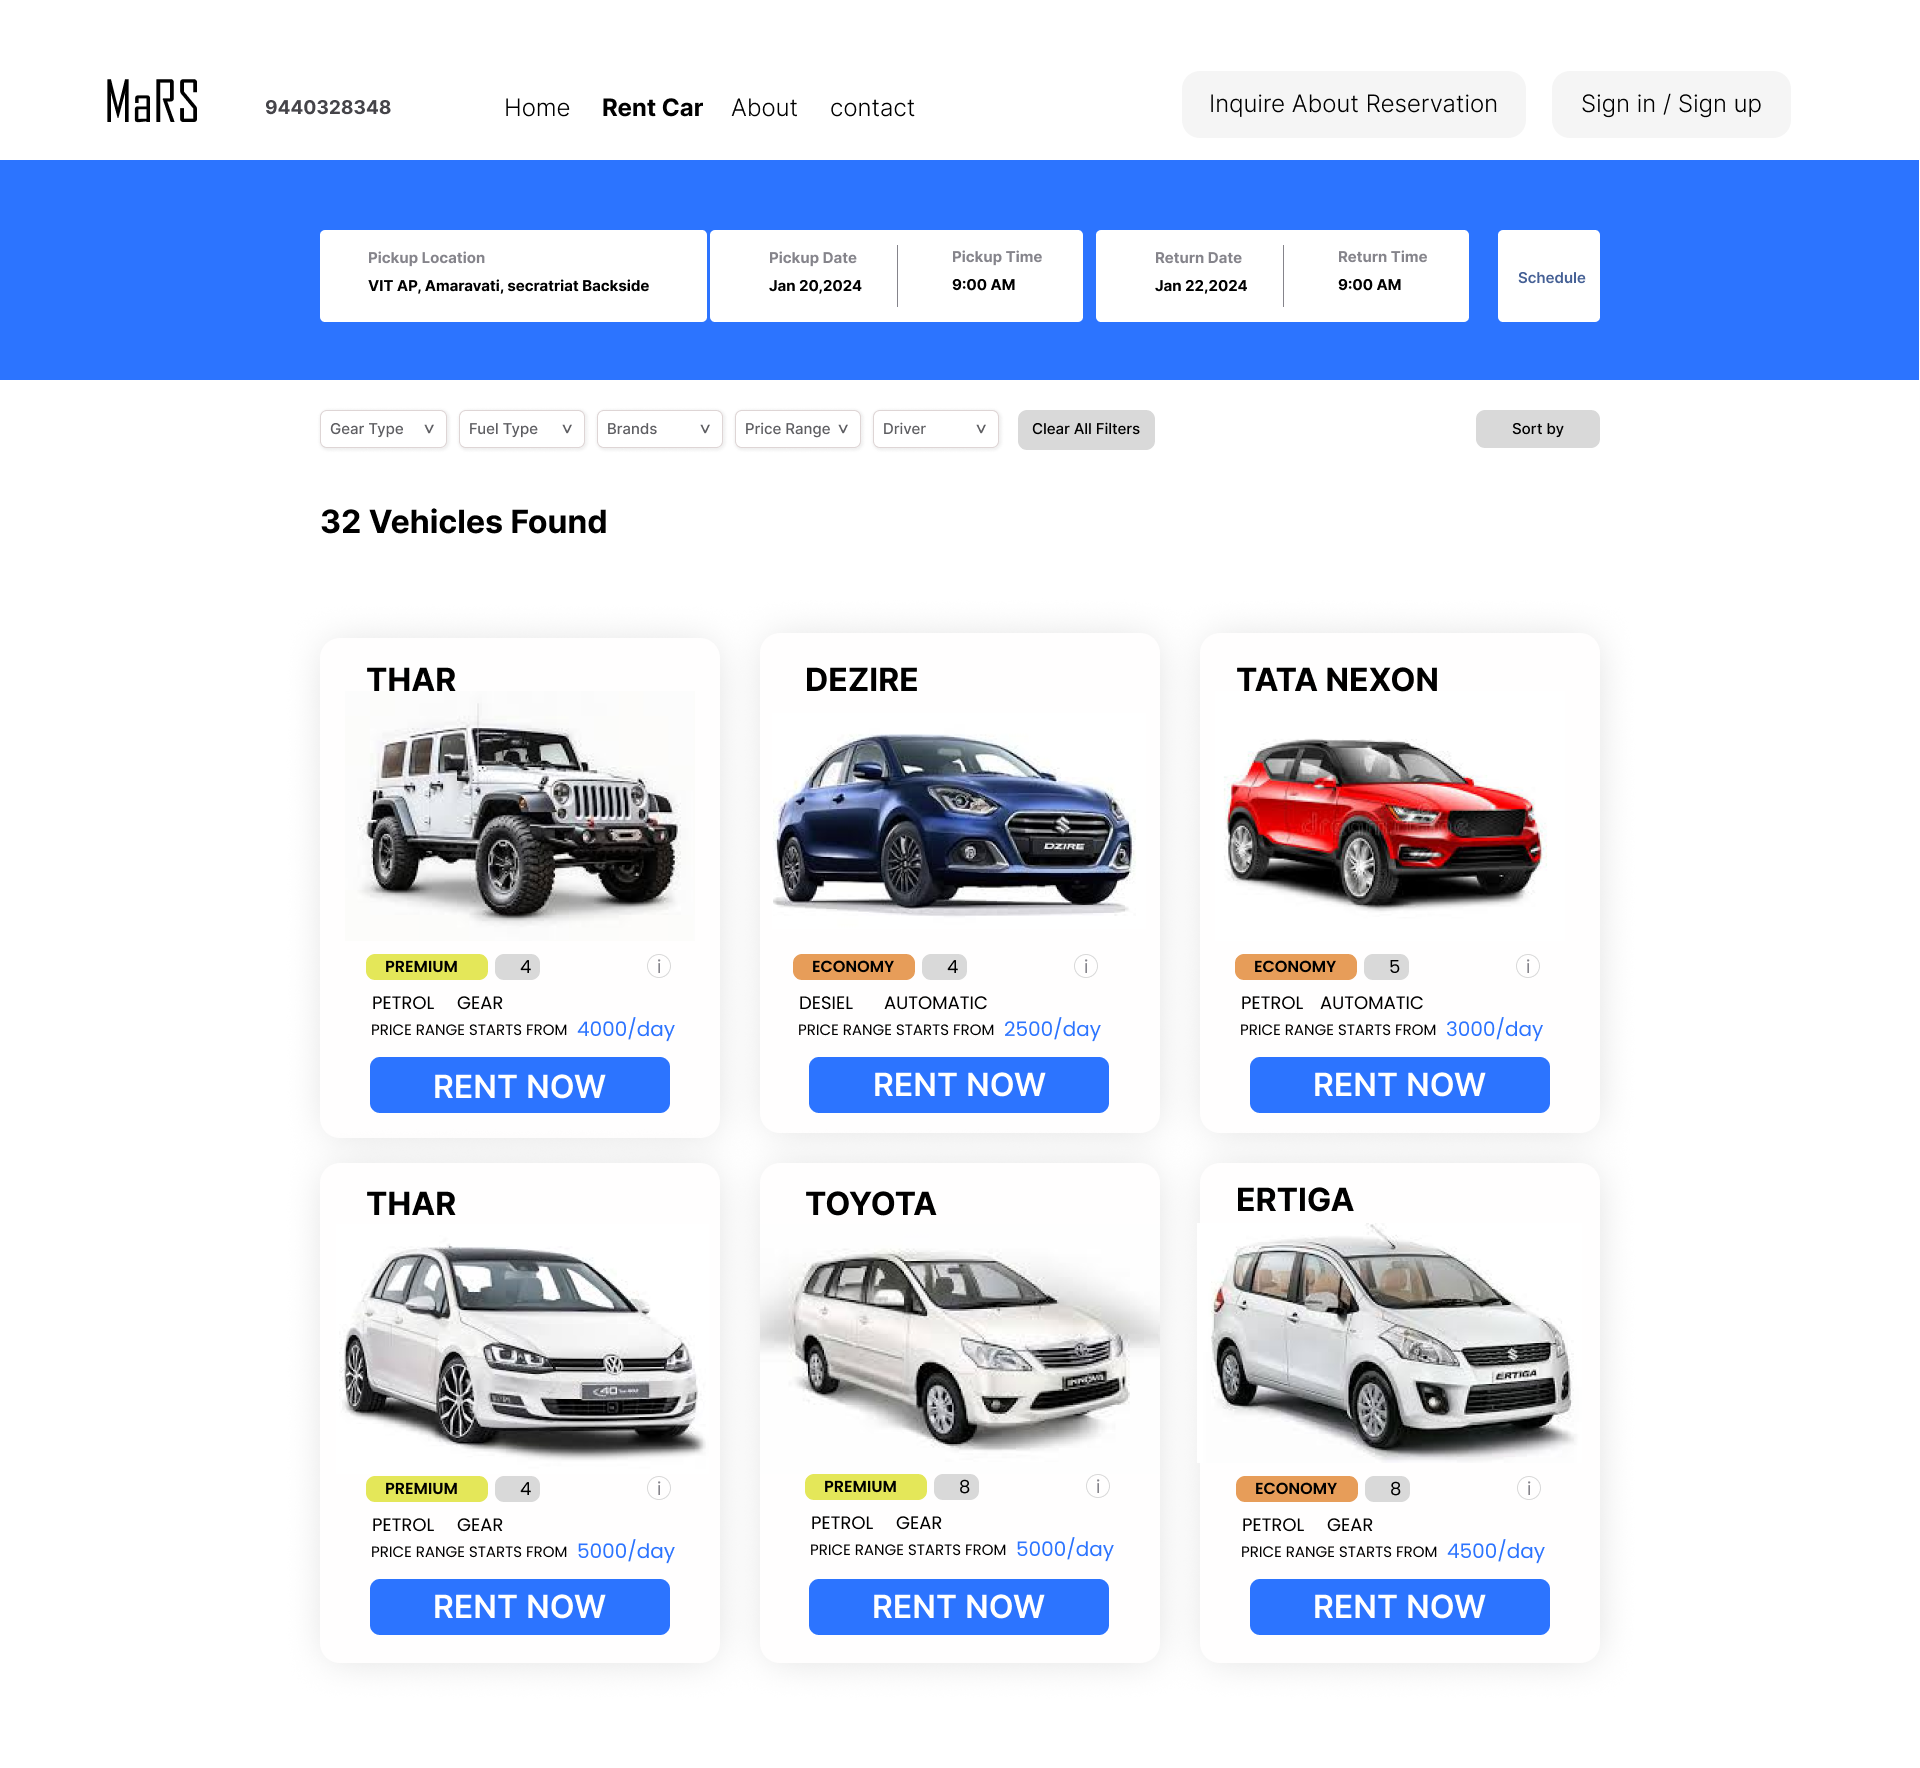 MaRS 9440328348 Home Rent Car About contact Inquire About Reservation Sign in / Sign up
Pickup Location Pickup Date Pickup Time Return Date Return Time
VIT AP, Amaravati, secratriat Backside Jan 20,2024 9:00 AM Jan 22,2024 9:00 AM Schedule
Gear Type Fuel Type Brands Price Range Driver Clear All Filters Sort by
32 Vehicles Found
THAR
PREMIUM 4 i
PETROL GEAR
PRICE RANGE STARTS FROM 4000/day
RENT NOW
DEZIRE
DZIRE
ECONOMY 4 i
DESIEL AUTOMATIC
PRICE RANGE STARTS FROM 2500/day
RENT NOW
TATA NEXON
ECONOMY 5 i
PETROL AUTOMATIC
PRICE RANGE STARTS FROM 3000/day
RENT NOW
THAR
40
PREMIUM 4 i
PETROL GEAR
PRICE RANGE STARTS FROM 5000/day
RENT NOW
TOYOTA
INNOVA
PREMIUM 8 i
PETROL GEAR
PRICE RANGE STARTS FROM 5000/day
RENT NOW
ERTIGA
ERTIGA
ECONOMY 8 i
PETROL GEAR
PRICE RANGE STARTS FROM 4500/day
RENT NOW